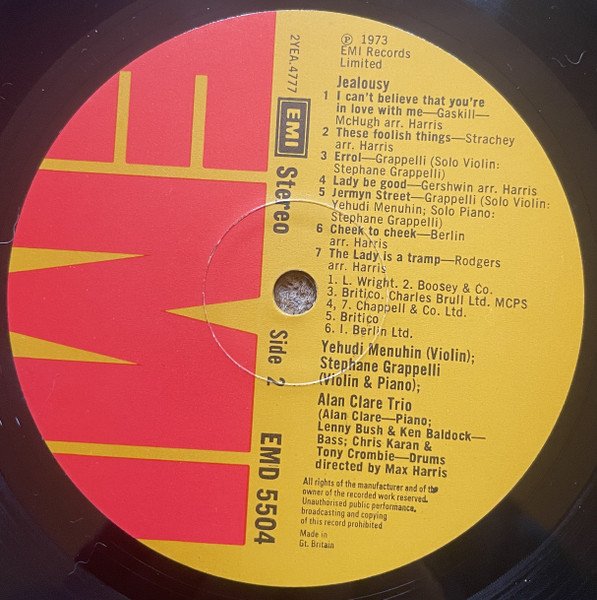 ℗ 1973
EMI Records
Limited
Jealousy
1 I can't believe that you're
in love with me—Gaskill—
McHugh arr. Harris
2 These foolish things—Strachey
arr. Harris
3 Errol—Grappelli (Solo Violin:
Stephane Grappelli)
4 Lady be good—Gershwin arr. Harris
5 Jermyn Street—Grappelli (Solo Violin:
Yehudi Menuhin; Solo Piano:
Stephane Grappelli)
6 Cheek to cheek—Berlin
arr. Harris
7 The Lady is a tramp—Rodgers
arr. Harris
1. L. Wright. 2. Boosey & Co.
3. Britico. Charles Brull Ltd. MCPS
4, 7. Chappell & Co. Ltd.
5. Britico
6. I. Berlin Ltd.
Yehudi Menuhin (Violin);
Stephane Grappelli
(Violin & Piano);
Alan Clare Trio
(Alan Clare—Piano;
Lenny Bush & Ken Baldock—
Bass; Chris Karan &
Tony Crombie—Drums
directed by Max Harris
All rights of the manufacturer and of the
owner of the recorded work reserved.
Unauthorised public performance,
broadcasting and copying
of this record prohibited
Made in
Gt. Britain
2YEA.4777
EMI
Stereo
Side 2
EMD 5504
EMI